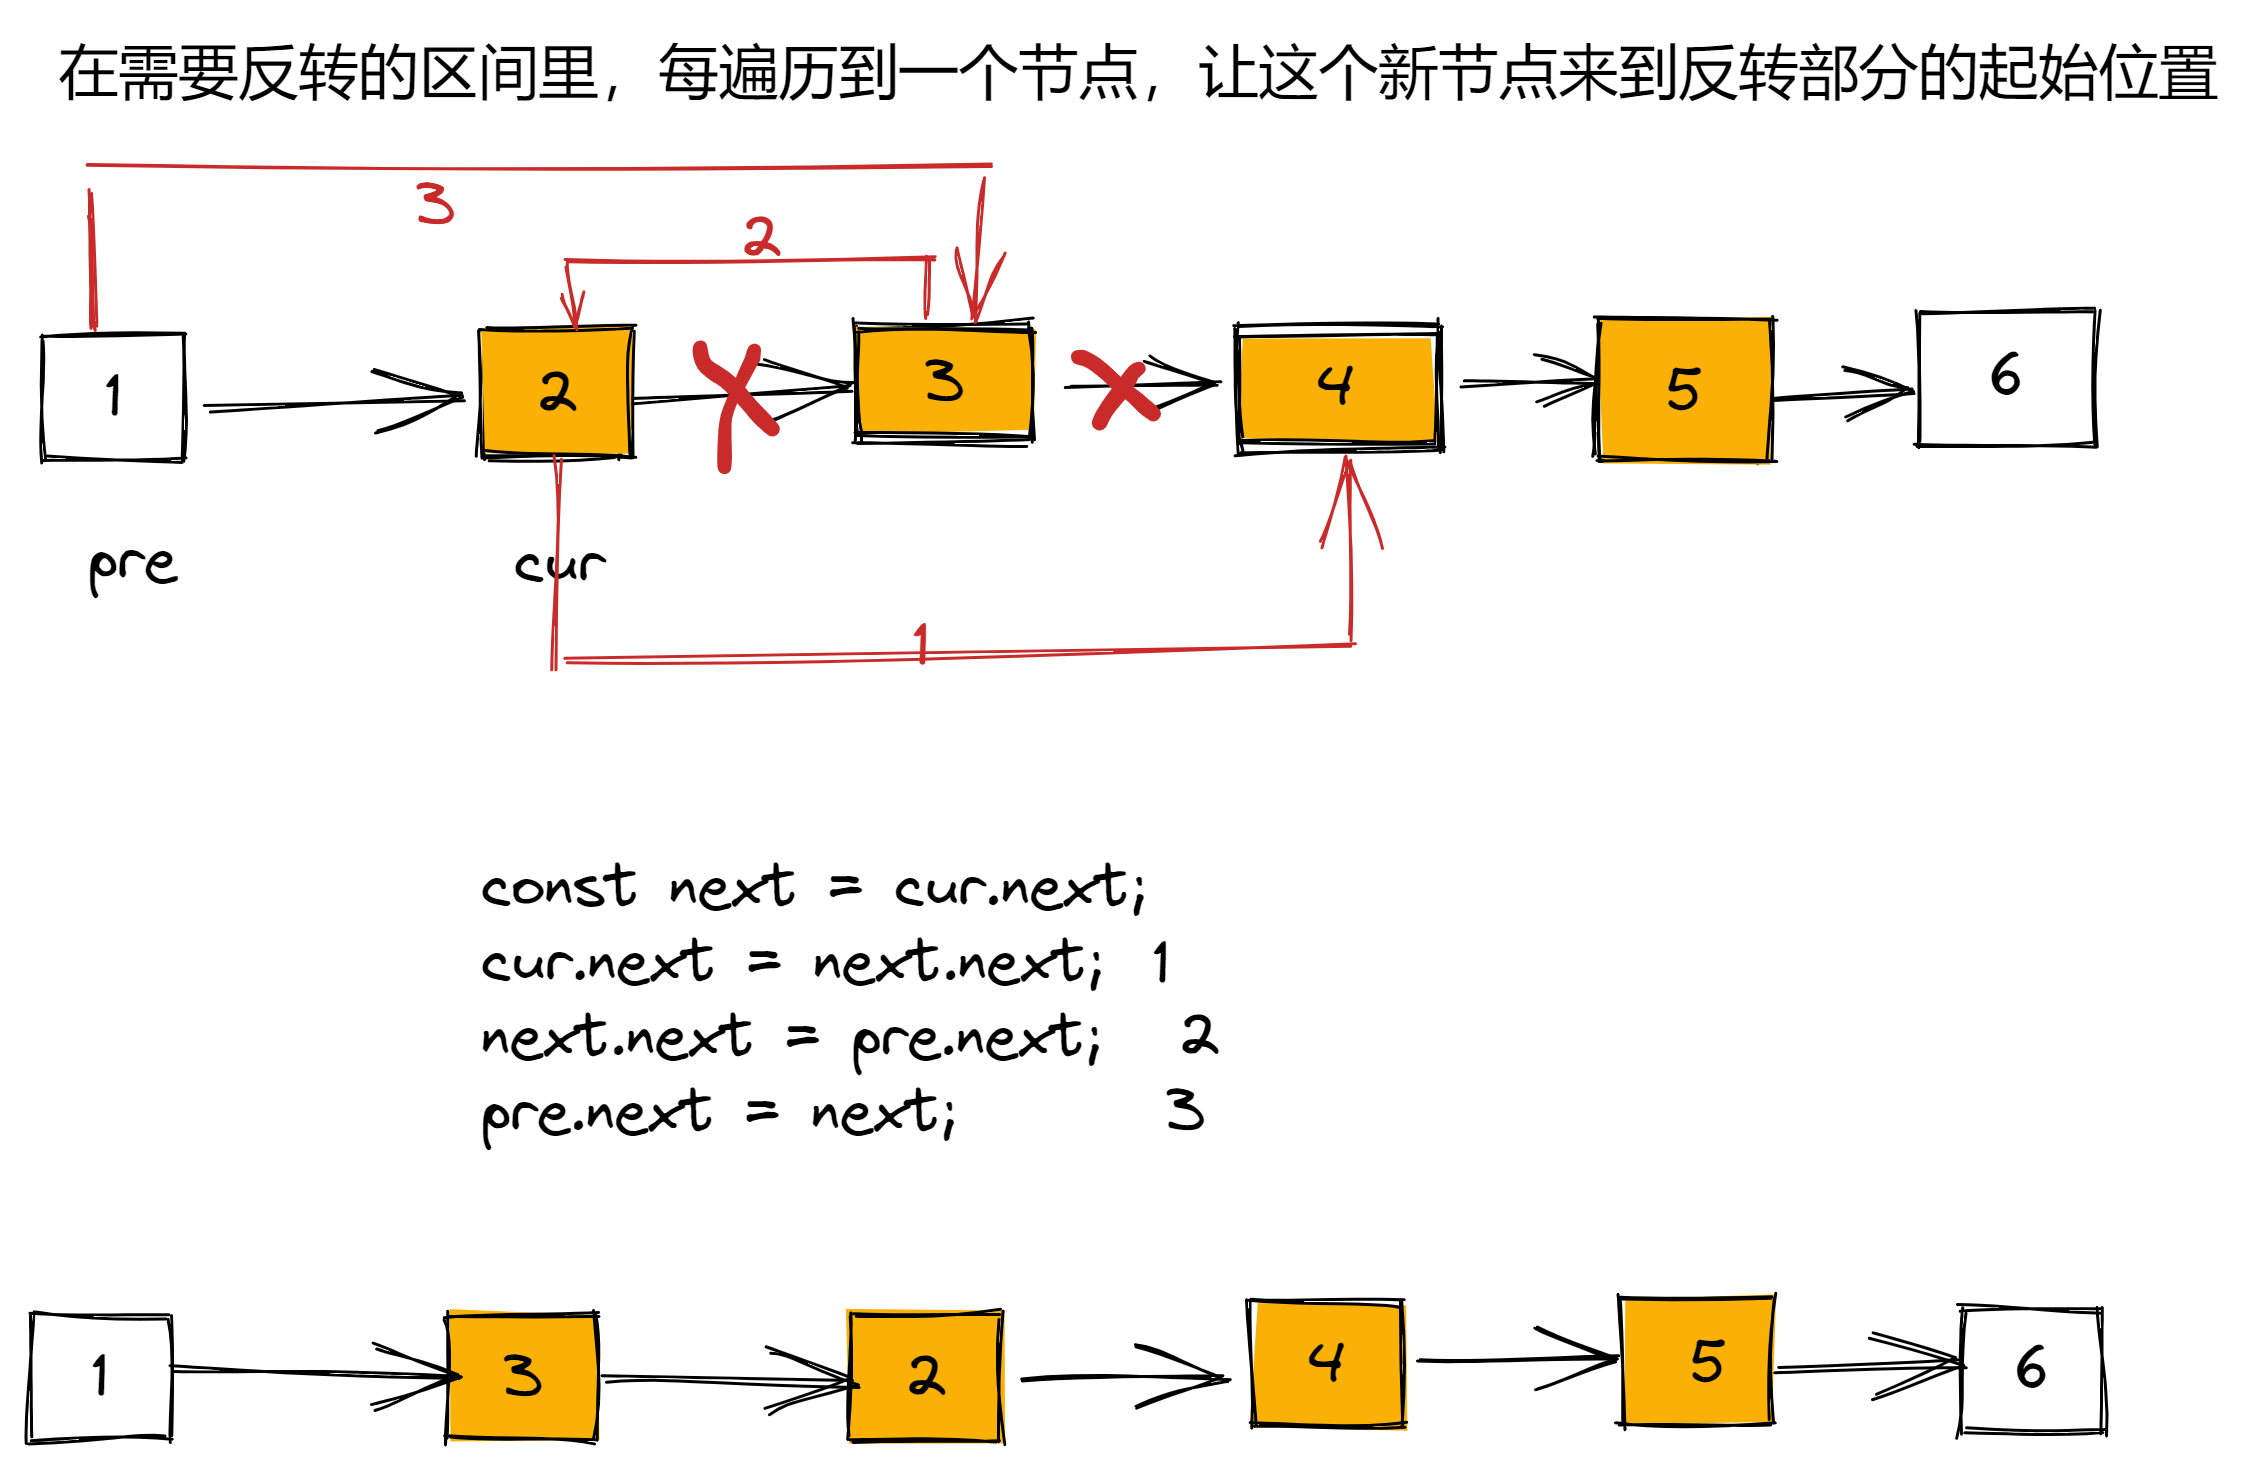 在需要反转的区间里，每遍历到一个节点，让这个新节点来到反转部分的起始位置
3
2
1 2 3 4 5 6
pre cur
1
const next = cur.next;
cur.next = next.next; 1
next.next = pre.next; 2
pre.next = next; 3
1 3 2 4 5 6